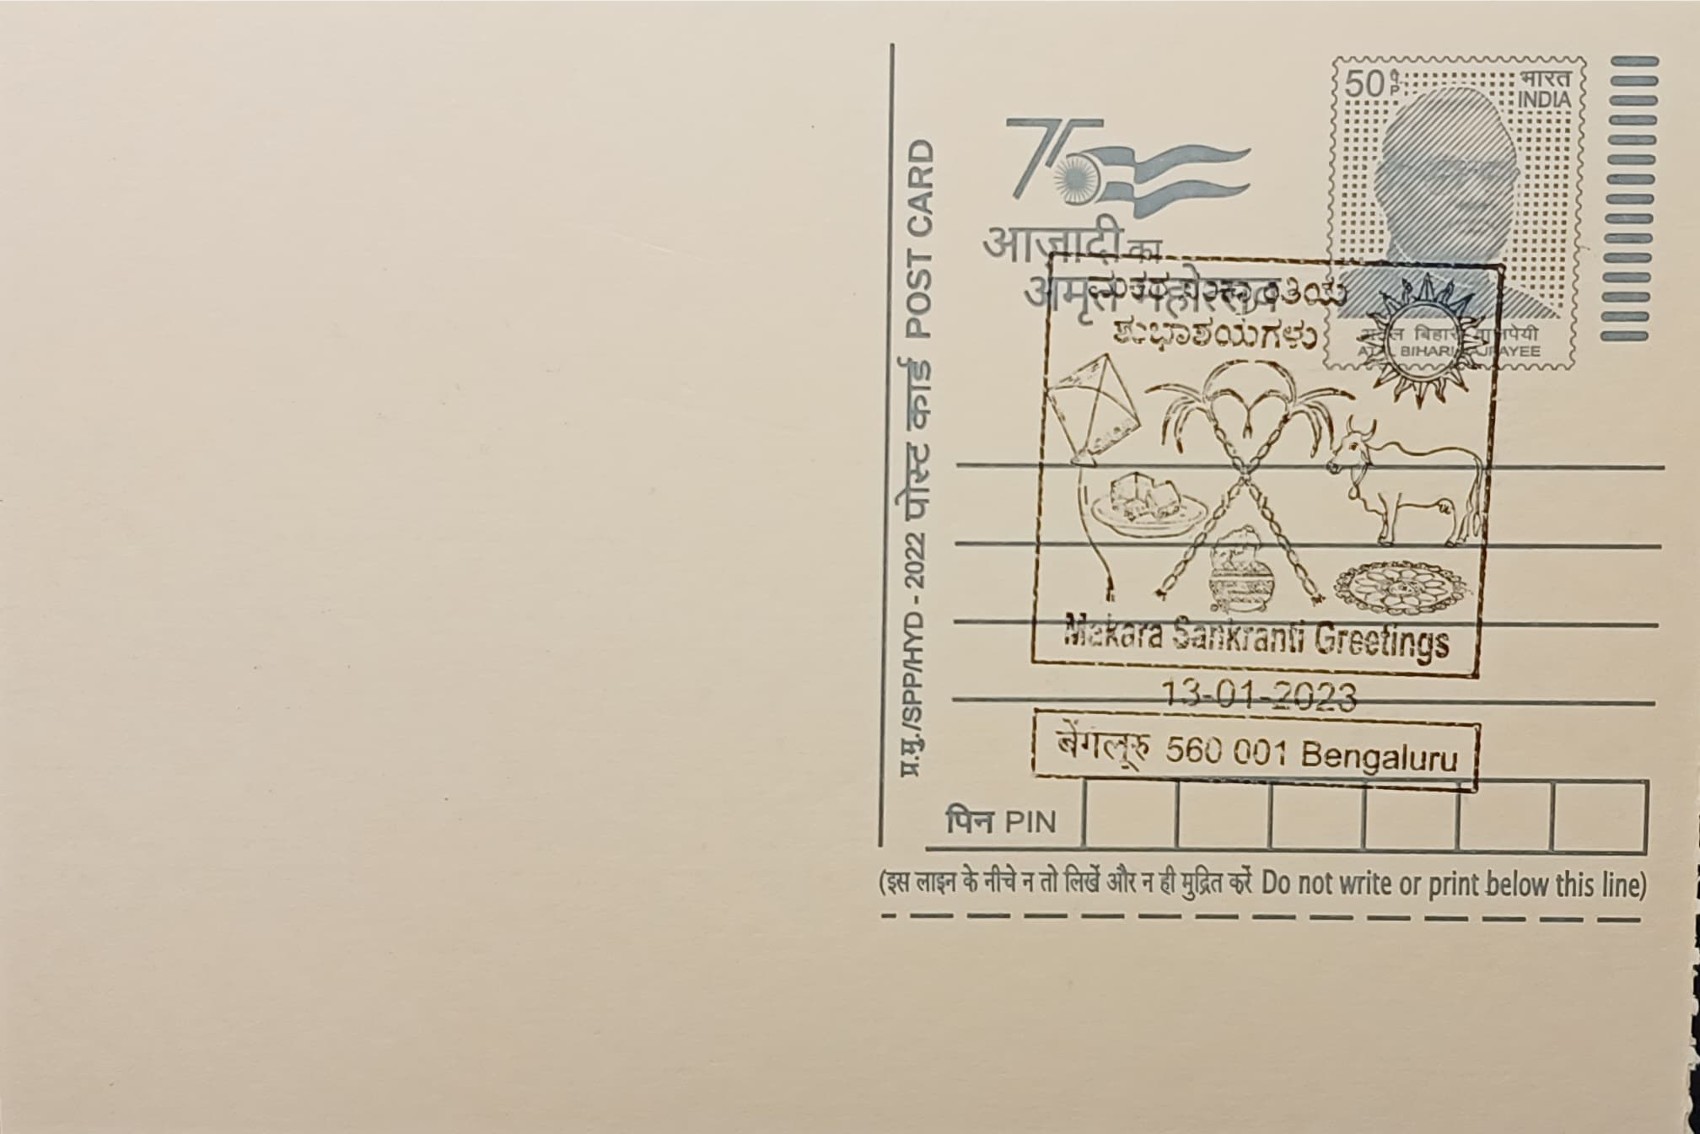 प्र.मु./SPP/HYD - 2022 पोस्ट कार्ड POST CARD
75
आज़ादी का
अमृत महोत्सव
50 पै. P.
भारत
INDIA
अटल बिहारी वाजपेयी
ATAL BIHARI VAJPAYEE
ಮಕರ ಸಂಕ್ರಾಂತಿಯ
ಶುಭಾಶಯಗಳು
Makara Sankranti Greetings
13-01-2023
बेंगलूरु 560 001 Bengaluru
पिन PIN
(इस लाइन के नीचे न तो लिखें और न ही मुद्रित करें Do not write or print below this line)